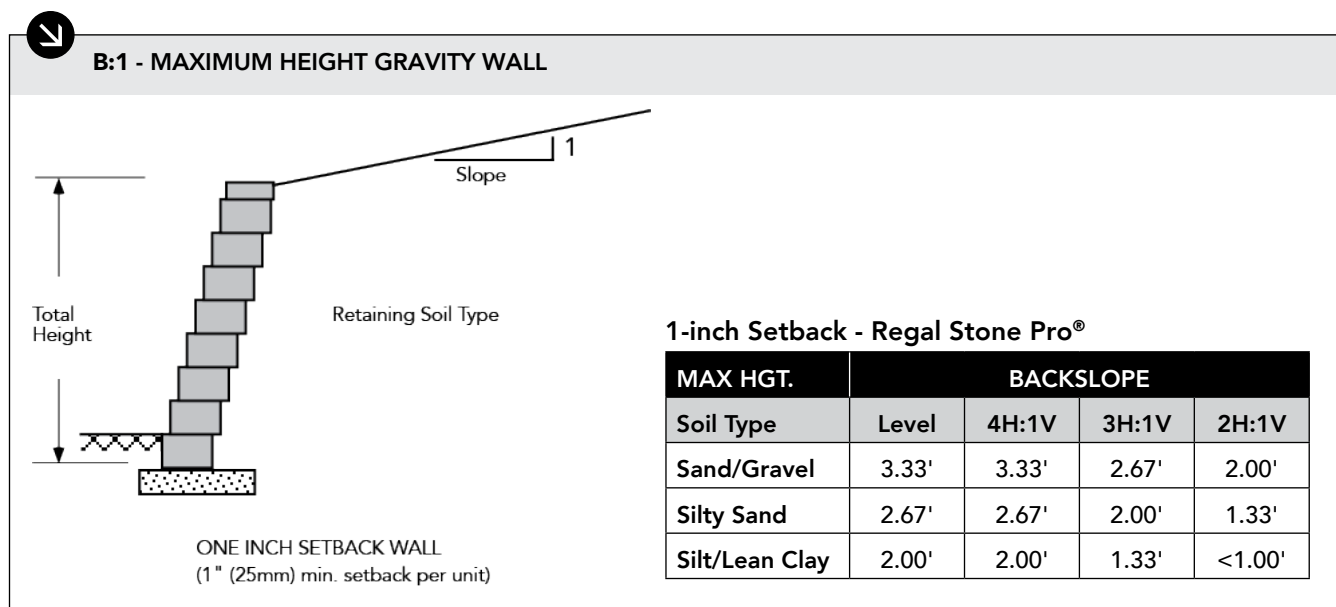 B:1 - MAXIMUM HEIGHT GRAVITY WALL
1
Slope
Total
Height
Retaining Soil Type
ONE INCH SETBACK WALL
(1" (25mm) min. setback per unit)
1-inch Setback - Regal Stone Pro®
MAX HGT. BACKSLOPE
Soil Type Level 4H:1V 3H:1V 2H:1V
Sand/Gravel 3.33' 3.33' 2.67' 2.00'
Silty Sand 2.67' 2.67' 2.00' 1.33'
Silt/Lean Clay 2.00' 2.00' 1.33' <1.00'